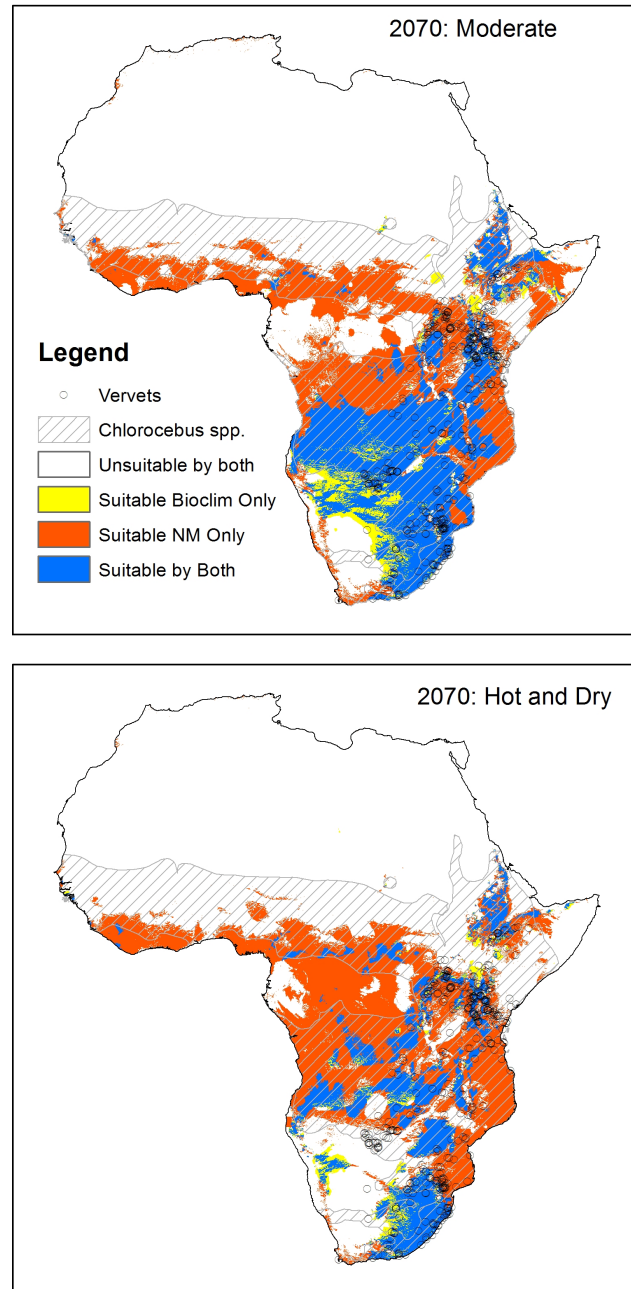 2070: Moderate
Legend
Vervets
Chlorocebus spp.
Unsuitable by both
Suitable Bioclim Only
Suitable NM Only
Suitable by Both
2070: Hot and Dry